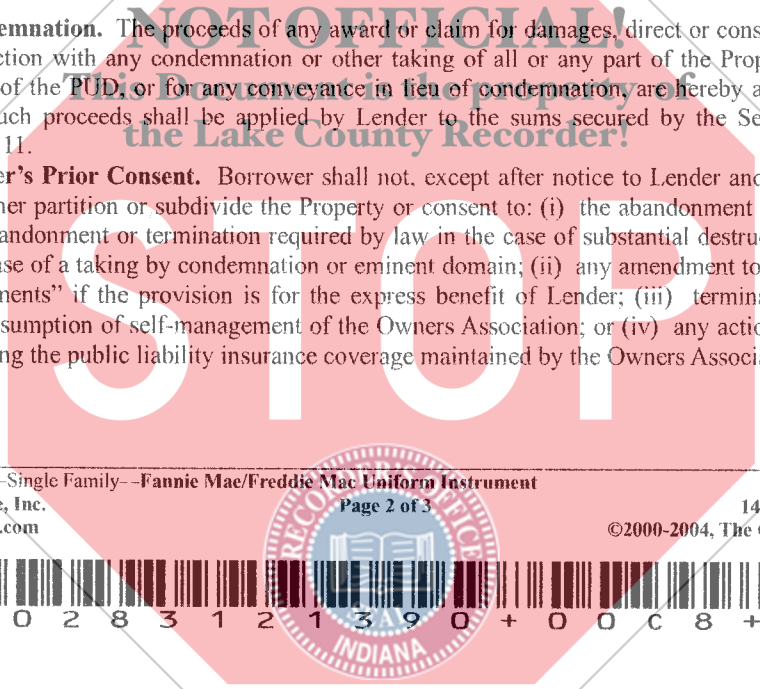 NOT OFFICIAL!
This Document is the property of
the Lake County Recorder!
STOP
emnation. The proceeds of any award or claim for damages, direct or cons
ction with any condemnation or other taking of all or any part of the Prop
of the PUD, or for any conveyance in lieu of condemnation, are hereby a
uch proceeds shall be applied by Lender to the sums secured by the Se
11.
er's Prior Consent. Borrower shall not, except after notice to Lender and
her partition or subdivide the Property or consent to: (i) the abandonment
andonment or termination required by law in the case of substantial destruc
ase of a taking by condemnation or eminent domain; (ii) any amendment to
ments" if the provision is for the express benefit of Lender; (iii) termina
sumption of self-management of the Owners Association; or (iv) any actio
ng the public liability insurance coverage maintained by the Owners Associa
–Single Family--Fannie Mae/Freddie Mac Uniform Instrument
e, Inc. Page 2 of 3 14
.com ©2000-2004, The
RECORDER'S OFFICE
SEAL
INDIANA
0 2 8 3 1 2 1 3 9 0 + 0 0 C 8 +